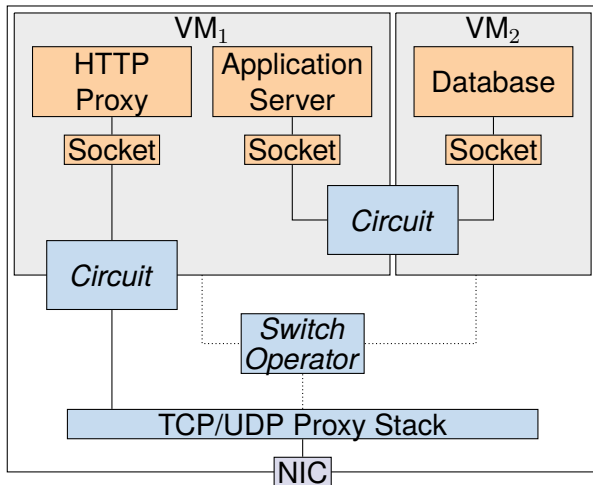 VM₁
VM₂
HTTP
Proxy
Application
Server
Database
Socket
Socket
Socket
Circuit
Circuit
Switch
Operator
TCP/UDP Proxy Stack
NIC